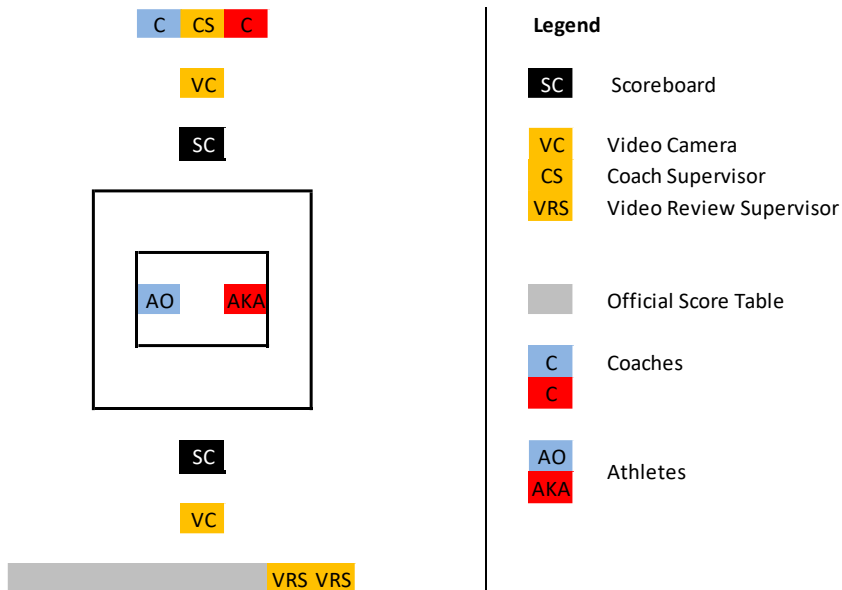 C CS C
VC
SC
AO AKA
SC
VC
VRS VRS
Legend
SC Scoreboard
VC Video Camera
CS Coach Supervisor
VRS Video Review Supervisor
Official Score Table
C Coaches
C
AO
Athletes
AKA